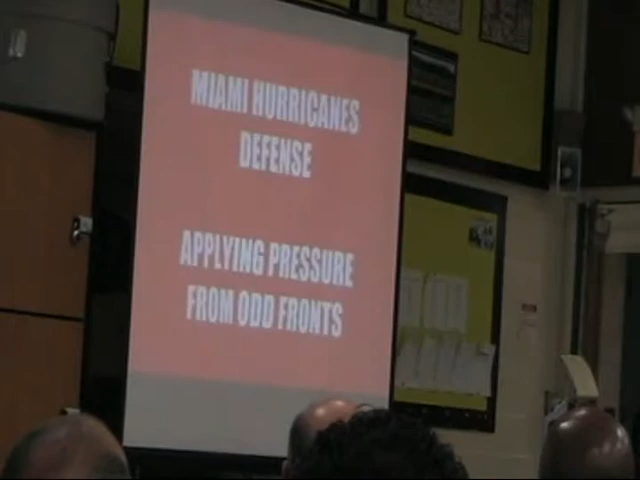 MIAMI HURRICANES
DEFENSE
APPLYING PRESSURE
FROM ODD FRONTS